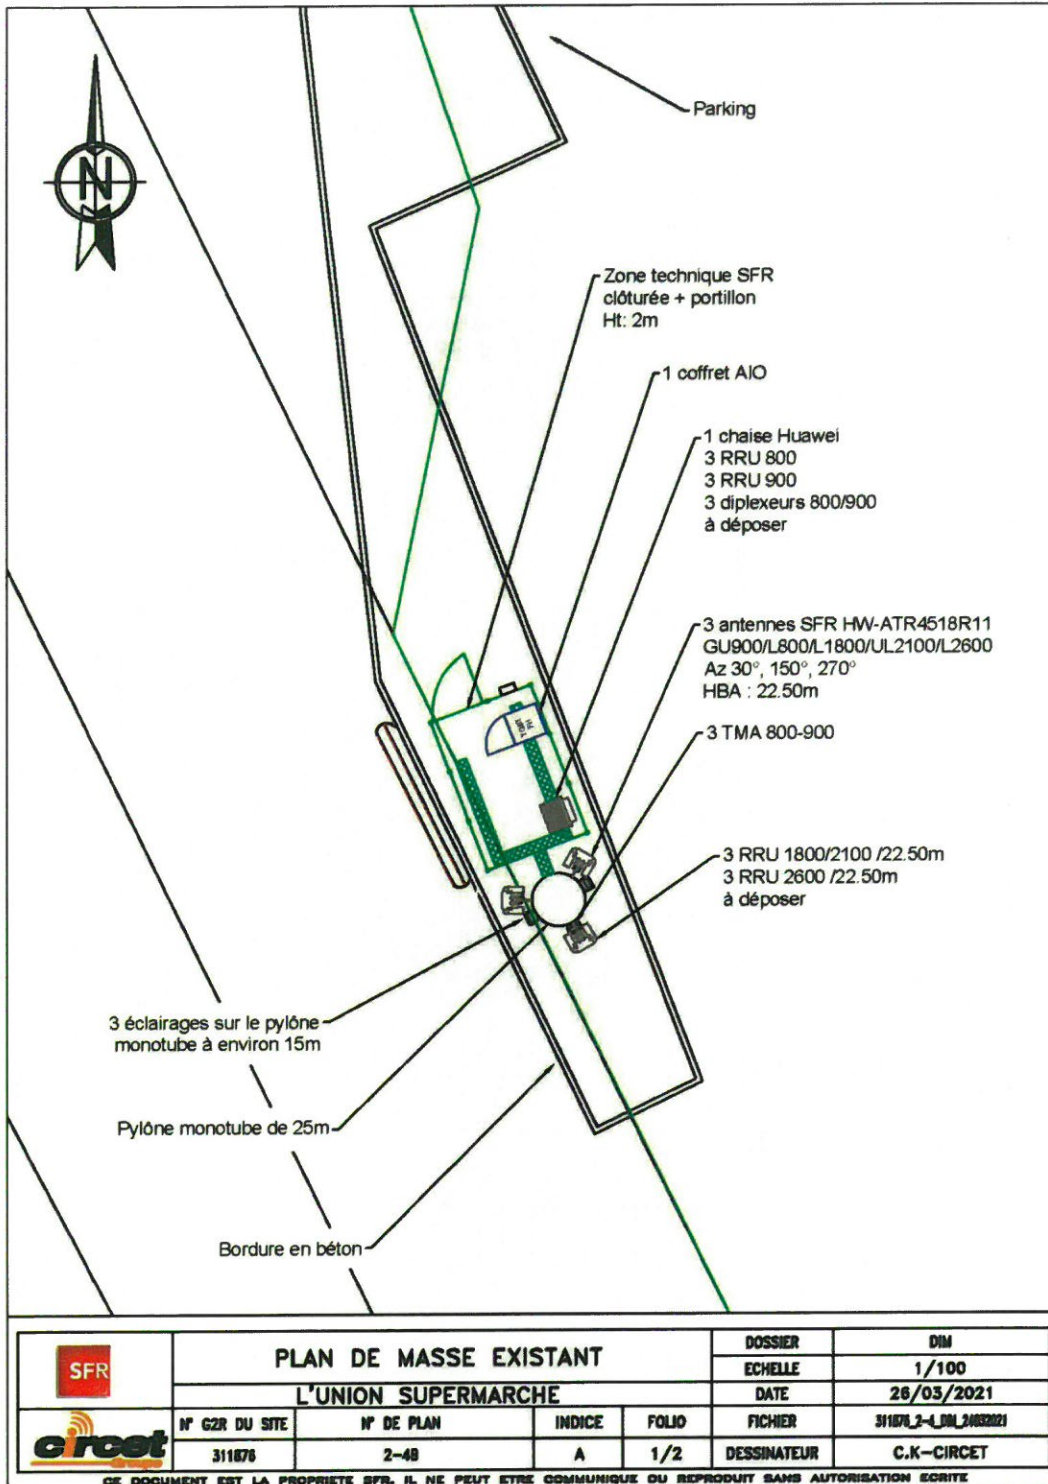 Parking
N
Zone technique SFR
clôturée + portillon
Ht: 2m
1 coffret AIO
1 chaise Huawei
3 RRU 800
3 RRU 900
3 diplexeurs 800/900
à déposer
3 antennes SFR HW-ATR4518R11
GU900/L800/L1800/UL2100/L2600
Az 30°, 150°, 270°
HBA : 22.50m
3 TMA 800-900
3 RRU 1800/2100 /22.50m
3 RRU 2600 /22.50m
à déposer
3 éclairages sur le pylône
monotube à environ 15m
Pylône monotube de 25m
Bordure en béton
SFR
PLAN DE MASSE EXISTANT
DOSSIER DIM
ECHELLE 1/100
L'UNION SUPERMARCHE
DATE 26/03/2021
circet
Groupe
N° G2R DU SITE N° DE PLAN INDICE FOLIO FICHIER
311876 2-4B A 1/2 DESSINATEUR C.K-CIRCET
CE DOCUMENT EST LA PROPRIETE SFR. IL NE PEUT ETRE COMMUNIQUE OU REPRODUIT SANS AUTORISATION ECRITE